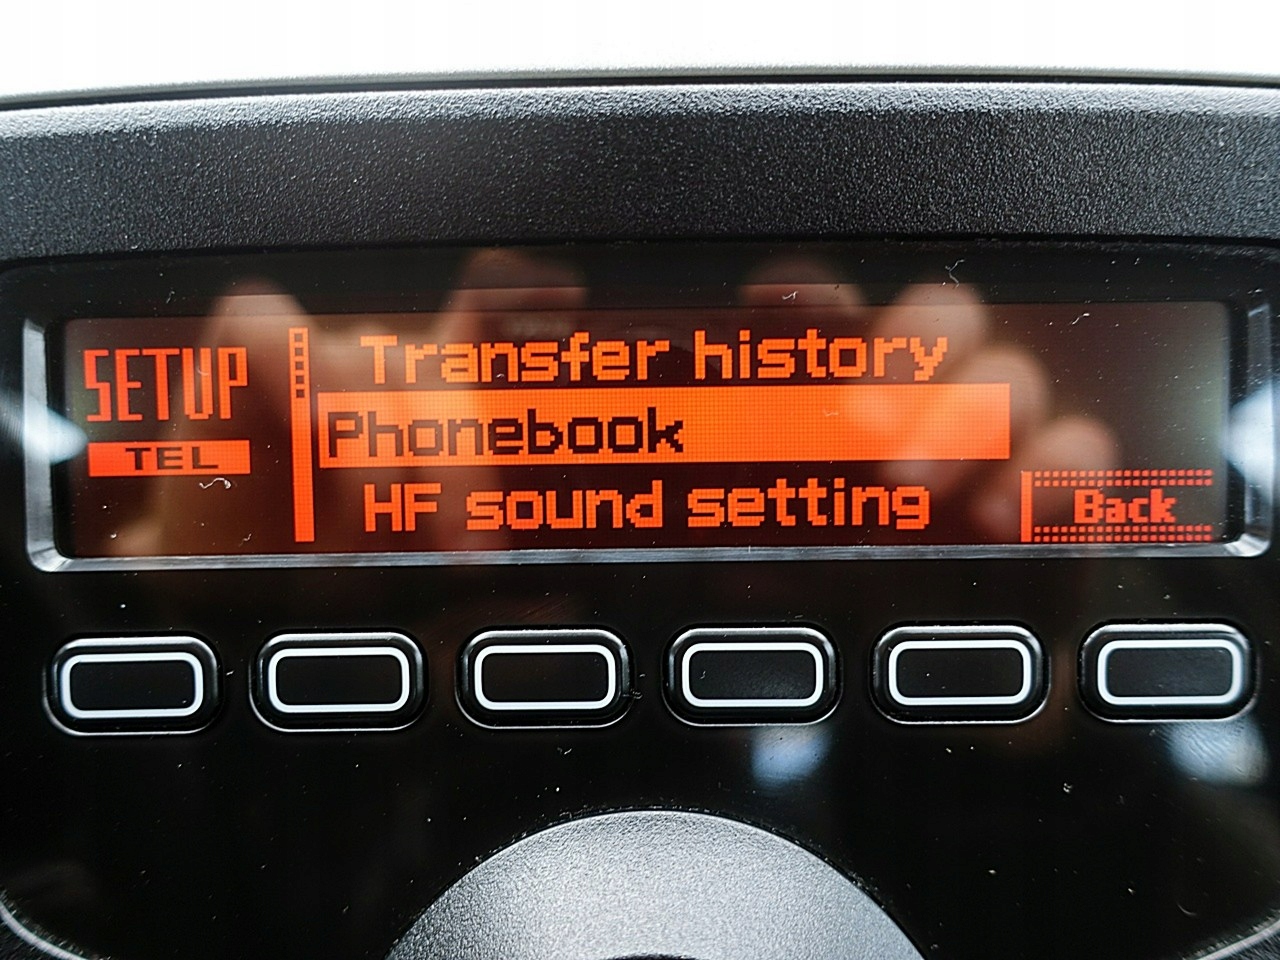 SETUP
TEL
Transfer history
Phonebook
HF sound setting
Back